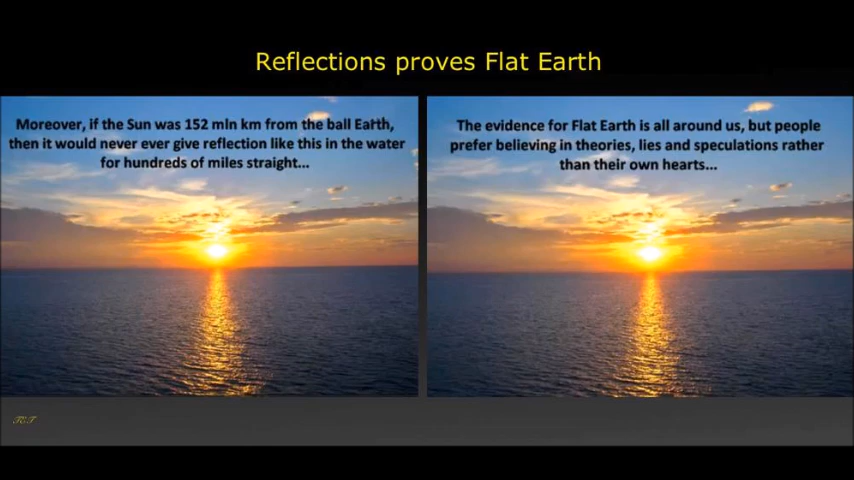 Reflections proves Flat Earth
Moreover, if the Sun was 152 mln km from the ball Earth,
then it would never ever give reflection like this in the water
for hundreds of miles straight...
The evidence for Flat Earth is all around us, but people
prefer believing in theories, lies and speculations rather
than their own hearts...